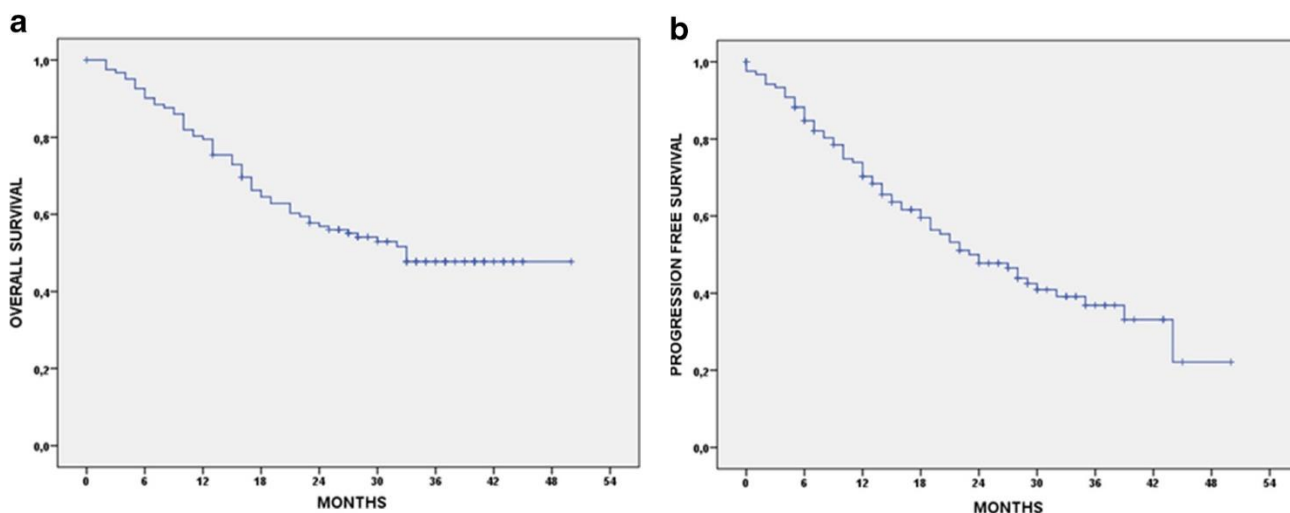 a
OVERALL SURVIVAL
1,0
0,8
0,6
0,4
0,2
0,0
0 6 12 18 24 30 36 42 48 54
MONTHS
b
PROGRESSION FREE SURVIVAL
1,0
0,8
0,6
0,4
0,2
0,0
0 6 12 18 24 30 36 42 48 54
MONTHS